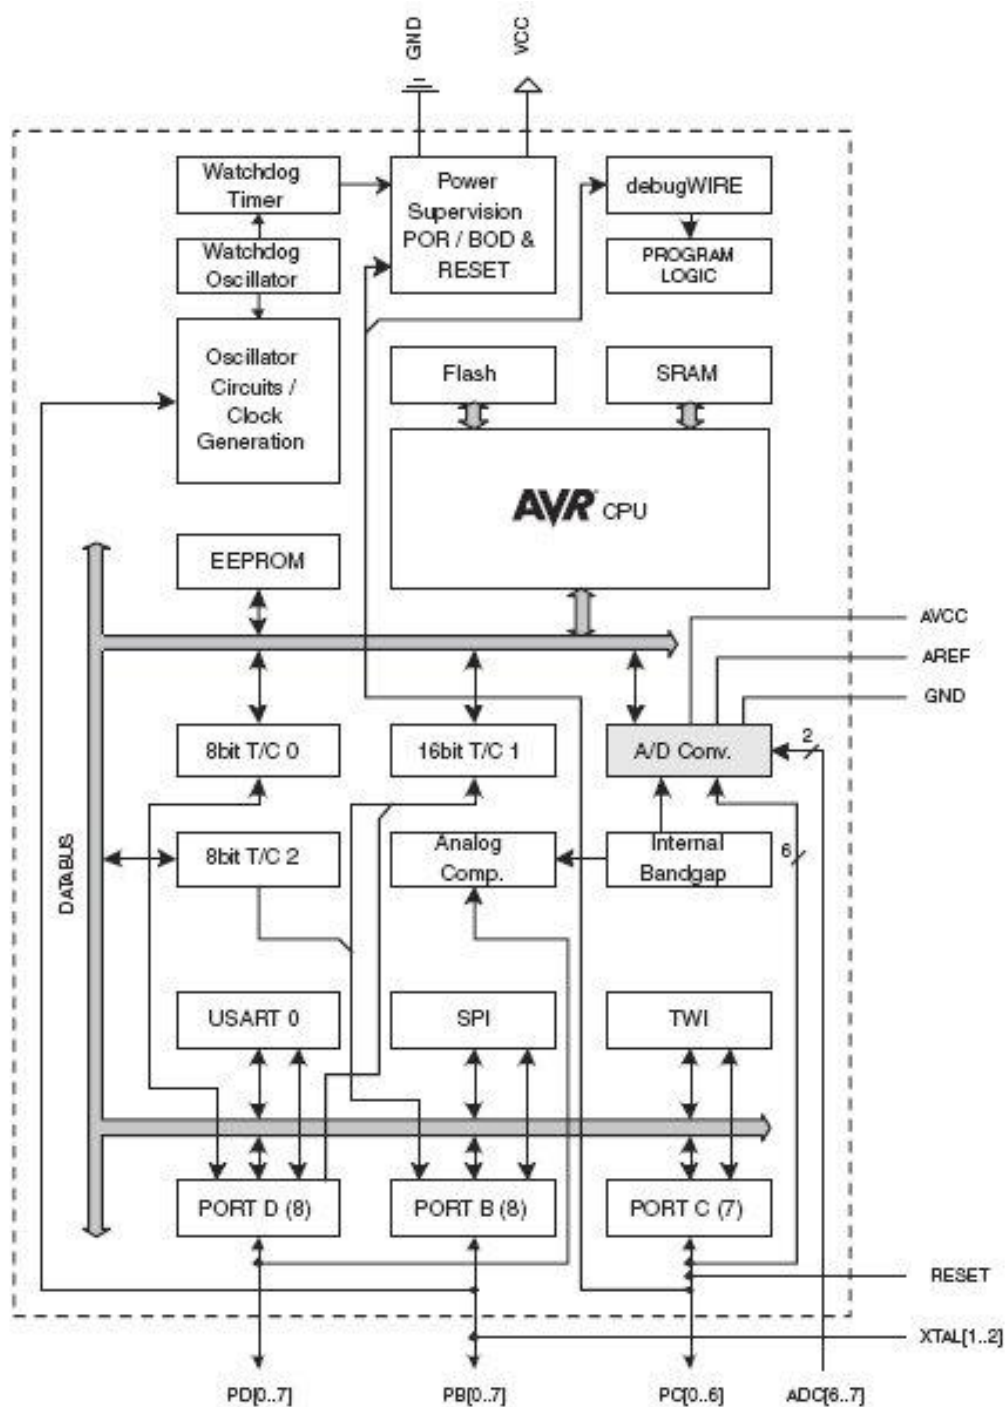 GND
VCC
Watchdog
Timer
Power
Supervision
POR / BOD &
RESET
debugWIRE
Watchdog
Oscillator
PROGRAM
LOGIC
Oscillator
Circuits /
Clock
Generation
Flash
SRAM
AVR CPU
EEPROM
AVCC
AREF
GND
8bit T/C 0
16bit T/C 1
A/D Conv.
2
DATABUS
8bit T/C 2
Analog
Comp.
Internal
Bandgap
6
USART 0
SPI
TWI
PORT D (8)
PORT B (8)
PORT C (7)
RESET
XTAL[1..2]
PD[0..7]
PB[0..7]
PC[0..6]
ADC[6..7]